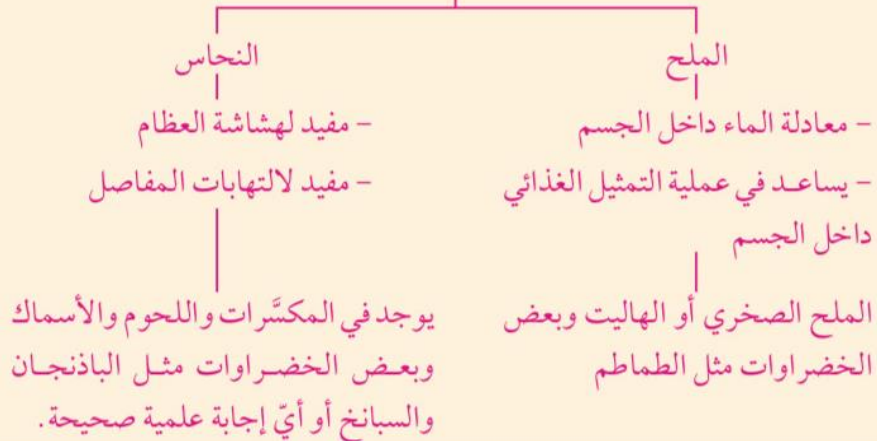 الملح
– معادلة الماء داخل الجسم
– يساعد في عملية التمثيل الغذائي
داخل الجسم
الملح الصخري أو الهاليت وبعض
الخضراوات مثل الطماطم
النحاس
– مفيد لهشاشة العظام
– مفيد لالتهابات المفاصل
يوجد في المكسَّرات واللحوم والأسماك
وبعض الخضراوات مثل الباذنجان
والسبانخ أو أيّ إجابة علمية صحيحة.